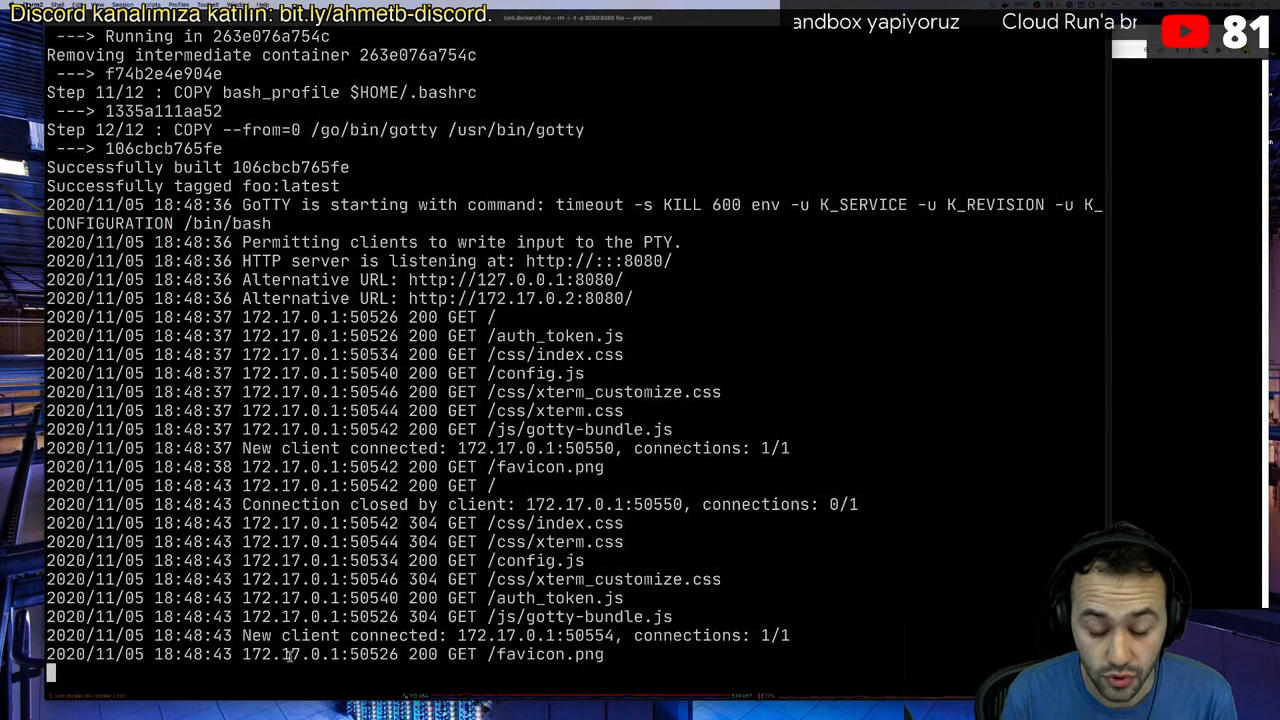 Discord kanalimiza katilin: bit.ly/ahmetb-discord.
com.docker.cli run --rm -i -t -p 8080:8080 foo — ahmetb
andbox yapiyoruz
Cloud Run'a br
81
---> Running in 263e076a754c
Removing intermediate container 263e076a754c
---> f74b2e4e904e
Step 11/12 : COPY bash_profile $HOME/.bashrc
---> 1335a111aa52
Step 12/12 : COPY --from=0 /go/bin/gotty /usr/bin/gotty
---> 106cbcb765fe
Successfully built 106cbcb765fe
Successfully tagged foo:latest
2020/11/05 18:48:36 GoTTY is starting with command: timeout -s KILL 600 env -u K_SERVICE -u K_REVISION -u K_
CONFIGURATION /bin/bash
2020/11/05 18:48:36 Permitting clients to write input to the PTY.
2020/11/05 18:48:36 HTTP server is listening at: http://:::8080/
2020/11/05 18:48:36 Alternative URL: http://127.0.0.1:8080/
2020/11/05 18:48:36 Alternative URL: http://172.17.0.2:8080/
2020/11/05 18:48:37 172.17.0.1:50526 200 GET /
2020/11/05 18:48:37 172.17.0.1:50526 200 GET /auth_token.js
2020/11/05 18:48:37 172.17.0.1:50534 200 GET /css/index.css
2020/11/05 18:48:37 172.17.0.1:50540 200 GET /config.js
2020/11/05 18:48:37 172.17.0.1:50546 200 GET /css/xterm_customize.css
2020/11/05 18:48:37 172.17.0.1:50544 200 GET /css/xterm.css
2020/11/05 18:48:37 172.17.0.1:50542 200 GET /js/gotty-bundle.js
2020/11/05 18:48:37 New client connected: 172.17.0.1:50550, connections: 1/1
2020/11/05 18:48:38 172.17.0.1:50542 200 GET /favicon.png
2020/11/05 18:48:43 172.17.0.1:50542 200 GET /
2020/11/05 18:48:43 Connection closed by client: 172.17.0.1:50550, connections: 0/1
2020/11/05 18:48:43 172.17.0.1:50542 304 GET /css/index.css
2020/11/05 18:48:43 172.17.0.1:50544 304 GET /css/xterm.css
2020/11/05 18:48:43 172.17.0.1:50534 200 GET /config.js
2020/11/05 18:48:43 172.17.0.1:50546 304 GET /css/xterm_customize.css
2020/11/05 18:48:43 172.17.0.1:50540 200 GET /auth_token.js
2020/11/05 18:48:43 172.17.0.1:50526 304 GET /js/gotty-bundle.js
2020/11/05 18:48:43 New client connected: 172.17.0.1:50554, connections: 1/1
2020/11/05 18:48:43 172.17.0.1:50526 200 GET /favicon.png